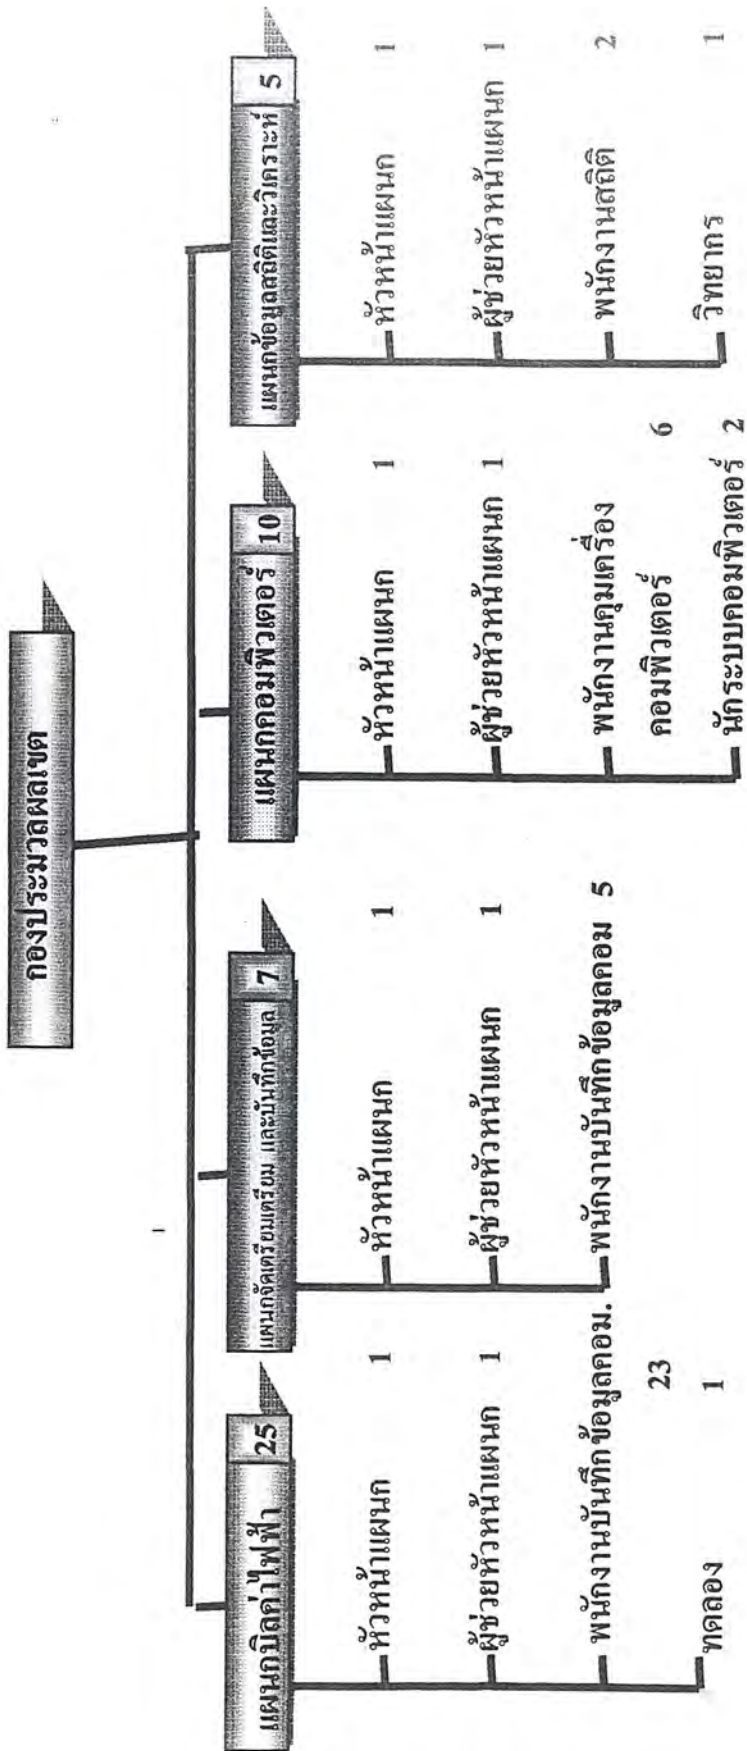 กองประมวลผลเขต
แผนกบิลค่าไฟฟ้า 25
หัวหน้าแผนก 1
ผู้ช่วยหัวหน้าแผนก 1
พนักงานบันทึกข้อมูลคอม.
23
ทดลอง 1
แผนกจัดเตรียมเตรียม และบันทึกข้อมูล 7
หัวหน้าแผนก 1
ผู้ช่วยหัวหน้าแผนก 1
พนักงานบันทึกข้อมูลคอม 5
แผนกคอมพิวเตอร์ 10
หัวหน้าแผนก 1
ผู้ช่วยหัวหน้าแผนก 1
พนักงานคุมเครื่อง
คอมพิวเตอร์ 6
นักระบบคอมพิวเตอร์ 2
แผนกข้อมูลสถิติและวิเคราะห์ 5
หัวหน้าแผนก 1
ผู้ช่วยหัวหน้าแผนก 1
พนักงานสถิติ 2
วิทยากร 1